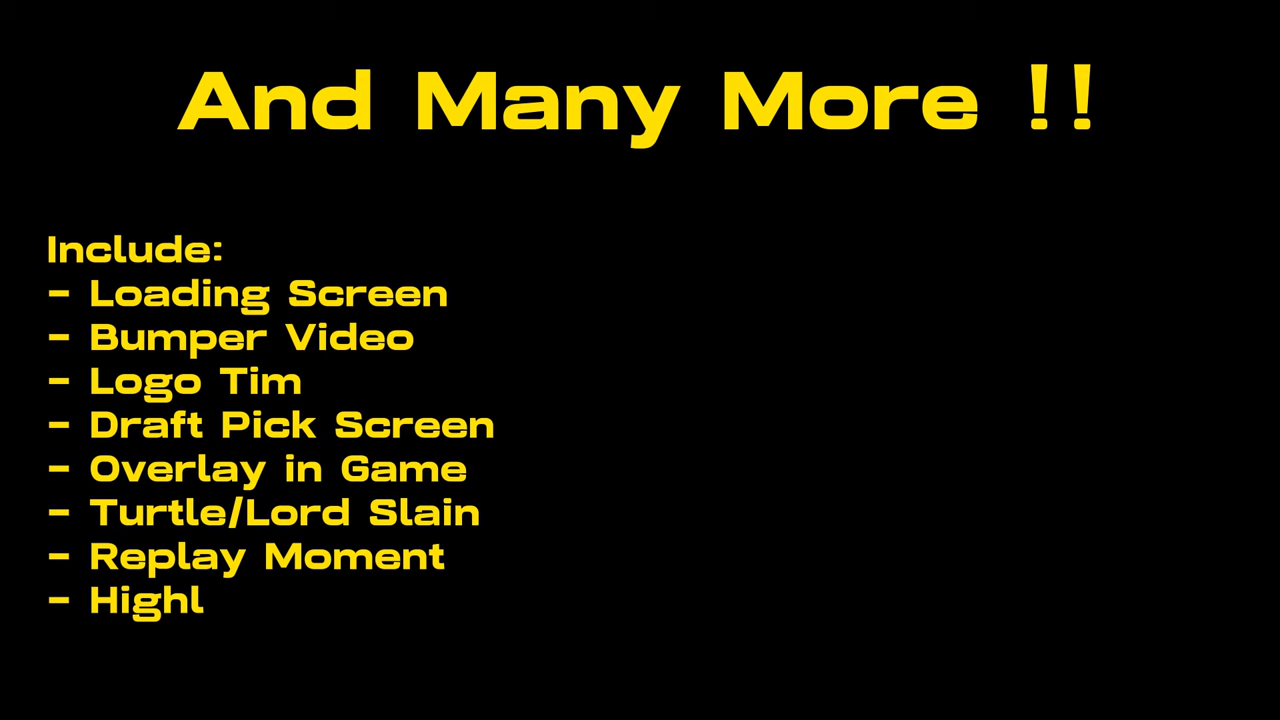 And Many More !!
Include:
- Loading Screen
- Bumper Video
- Logo Tim
- Draft Pick Screen
- Overlay in Game
- Turtle/Lord Slain
- Replay Moment
- Highl